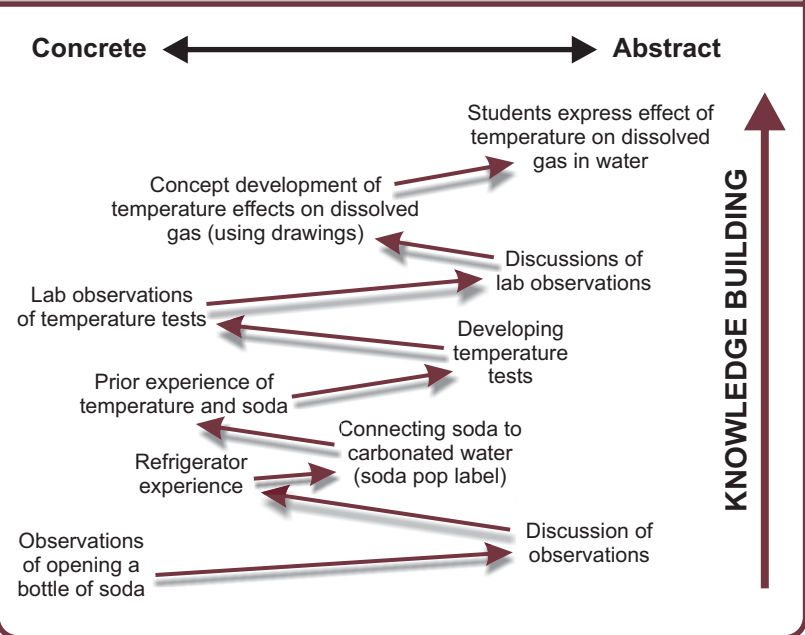 Concrete
Abstract
Students express effect of
temperature on dissolved
gas in water
Concept development of
temperature effects on dissolved
gas (using drawings)
Discussions of
lab observations
Lab observations
of temperature tests
Developing
temperature
tests
Prior experience of
temperature and soda
Connecting soda to
carbonated water
(soda pop label)
Refrigerator
experience
Discussion of
observations
Observations
of opening a
bottle of soda
KNOWLEDGE BUILDING